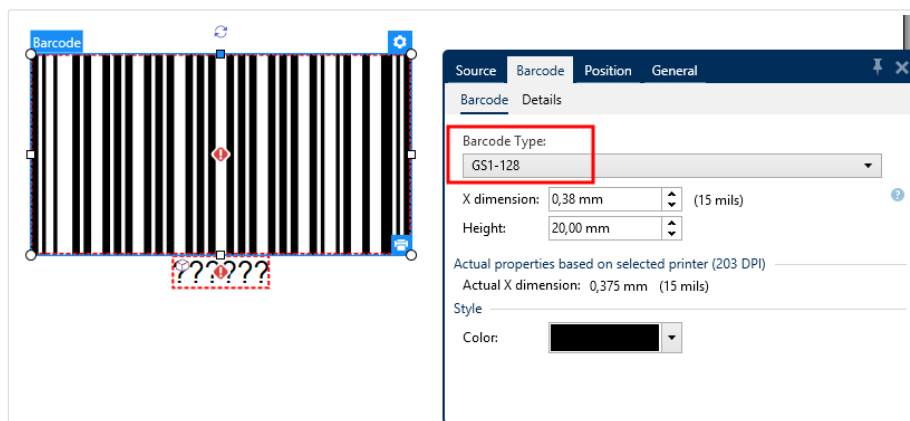 Barcode
??????
Source Barcode Position General
Barcode Details
Barcode Type:
GS1-128
X dimension: 0,38 mm (15 mils)
Height: 20,00 mm
Actual properties based on selected printer (203 DPI)
Actual X dimension: 0,375 mm (15 mils)
Style
Color: